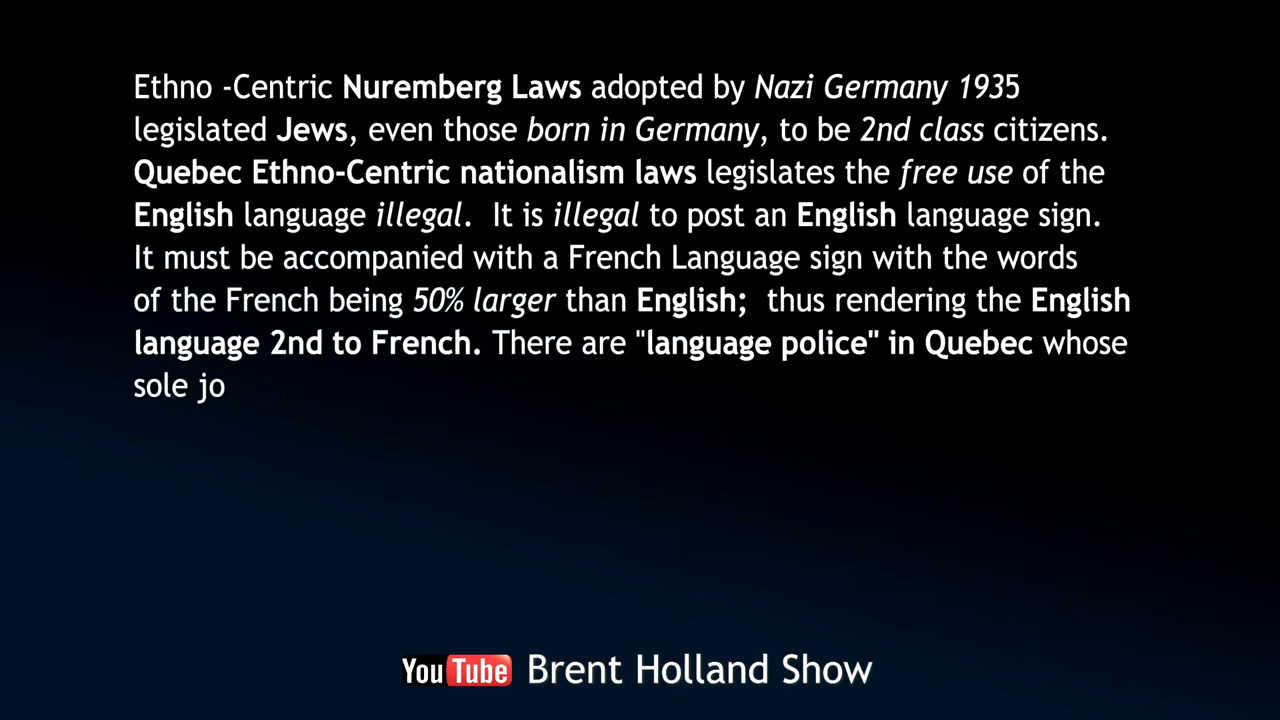 Ethno -Centric Nuremberg Laws adopted by Nazi Germany 1935
legislated Jews, even those born in Germany, to be 2nd class citizens.
Quebec Ethno-Centric nationalism laws legislates the free use of the
English language illegal.  It is illegal to post an English language sign.
It must be accompanied with a French Language sign with the words
of the French being 50% larger than English;  thus rendering the English
language 2nd to French. There are "language police" in Quebec whose
sole jo
YouTube Brent Holland Show